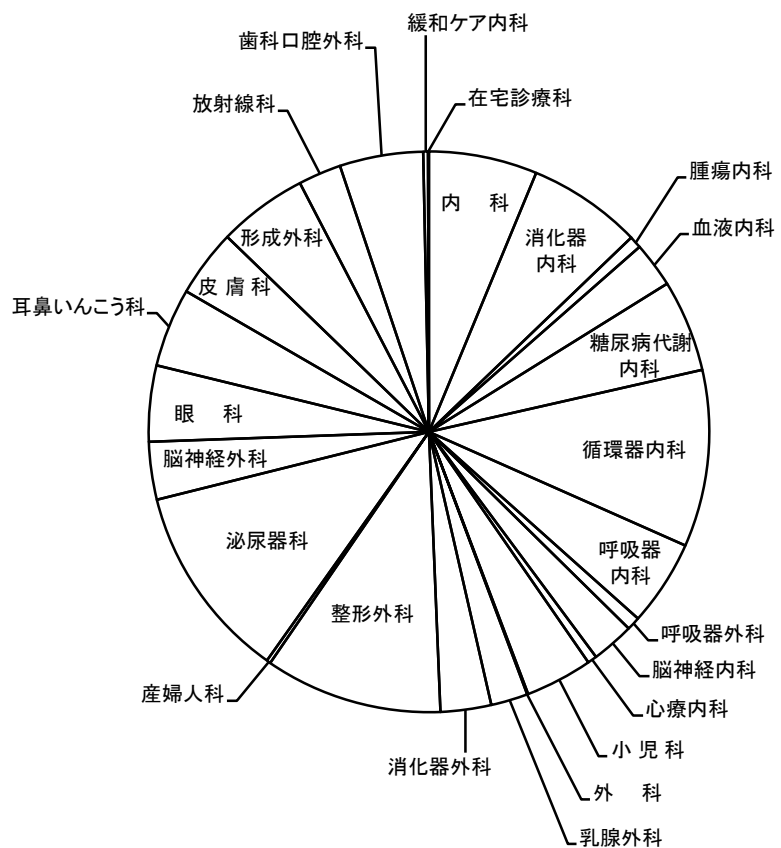 緩和ケア内科
歯科口腔外科
在宅診療科
放射線科
腫瘍内科
内　科
血液内科
消化器
内科
形成外科
皮 膚 科
耳鼻いんこう科
糖尿病代謝
内科
眼　科
循環器内科
脳神経外科
泌尿器科
呼吸器
内科
整形外科
呼吸器外科
脳神経内科
産婦人科
心療内科
小 児 科
消化器外科
外　科
乳腺外科